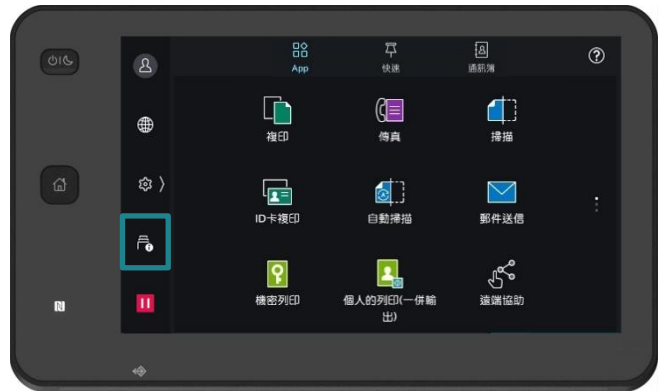 App
快速
通訊簿
?
複印
傳真
掃描
ID卡複印
自動掃描
郵件送信
機密列印
個人的列印(一併輸
出)
遠端協助
N